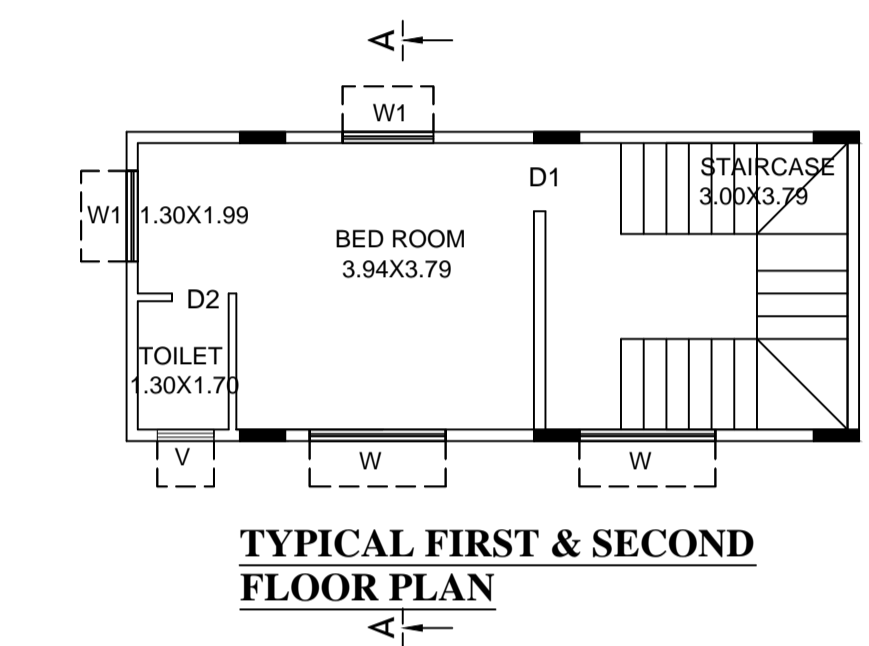 A
W1
D1
STAIRCASE
3.00X3.79
W1
1.30X1.99
BED ROOM
3.94X3.79
D2
TOILET
1.30X1.70
V
W
W
TYPICAL FIRST & SECOND
FLOOR PLAN
A